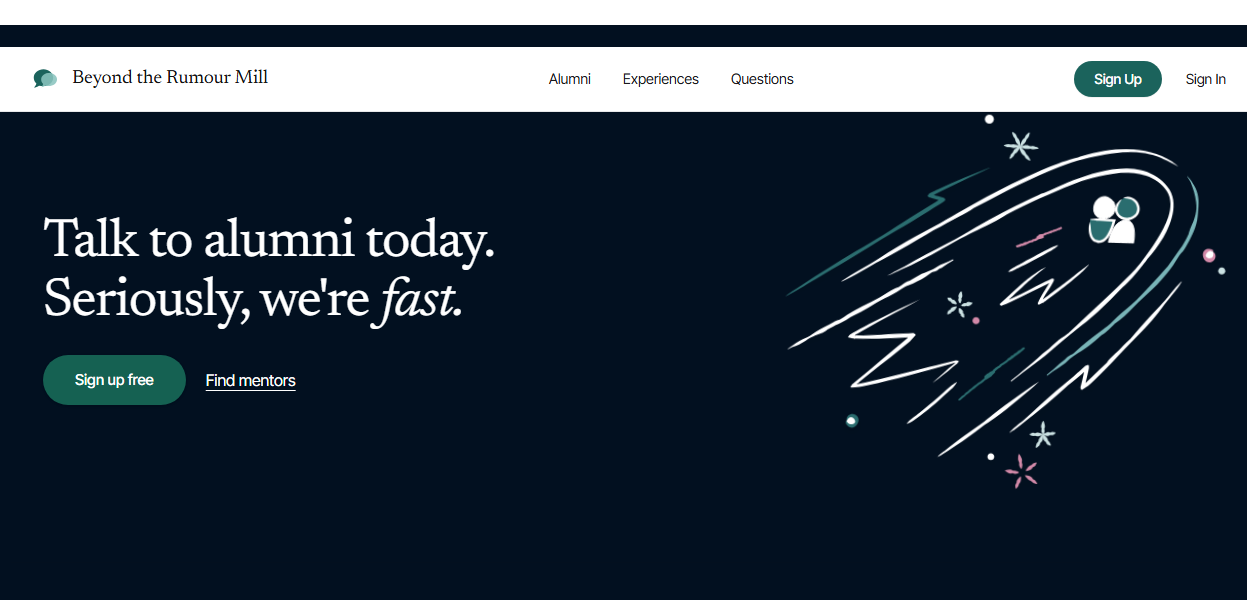 Beyond the Rumour Mill
Alumni
Experiences
Questions
Sign Up
Sign In
Talk to alumni today.
Seriously, we're fast.
Sign up free
Find mentors